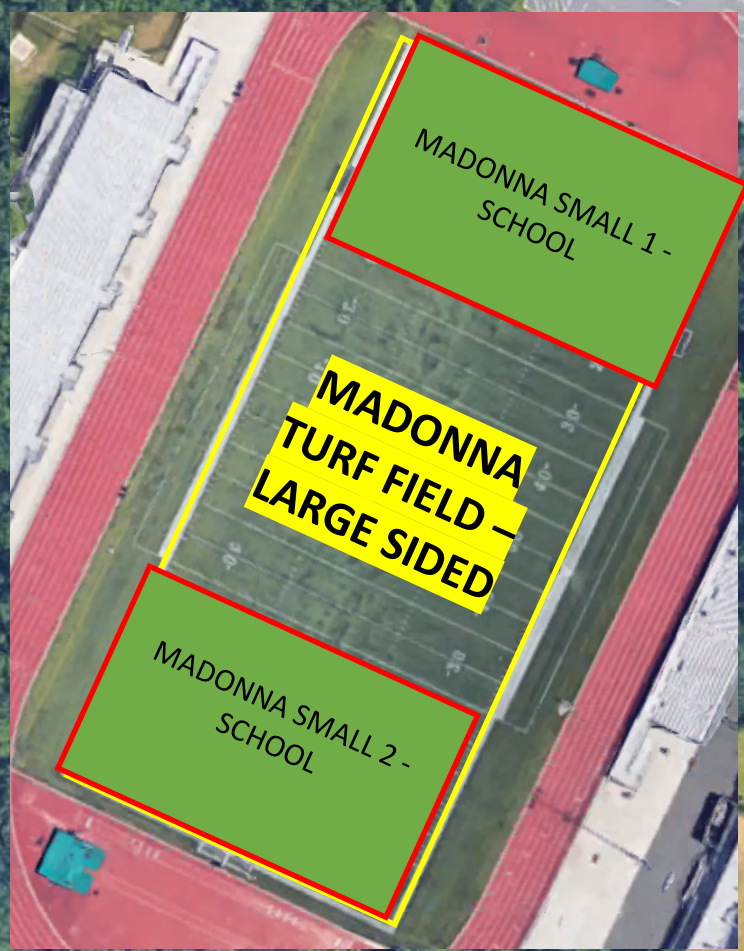 MADONNA SMALL 1 -
SCHOOL
MADONNA
TURF FIELD –
LARGE SIDED
MADONNA SMALL 2 -
SCHOOL